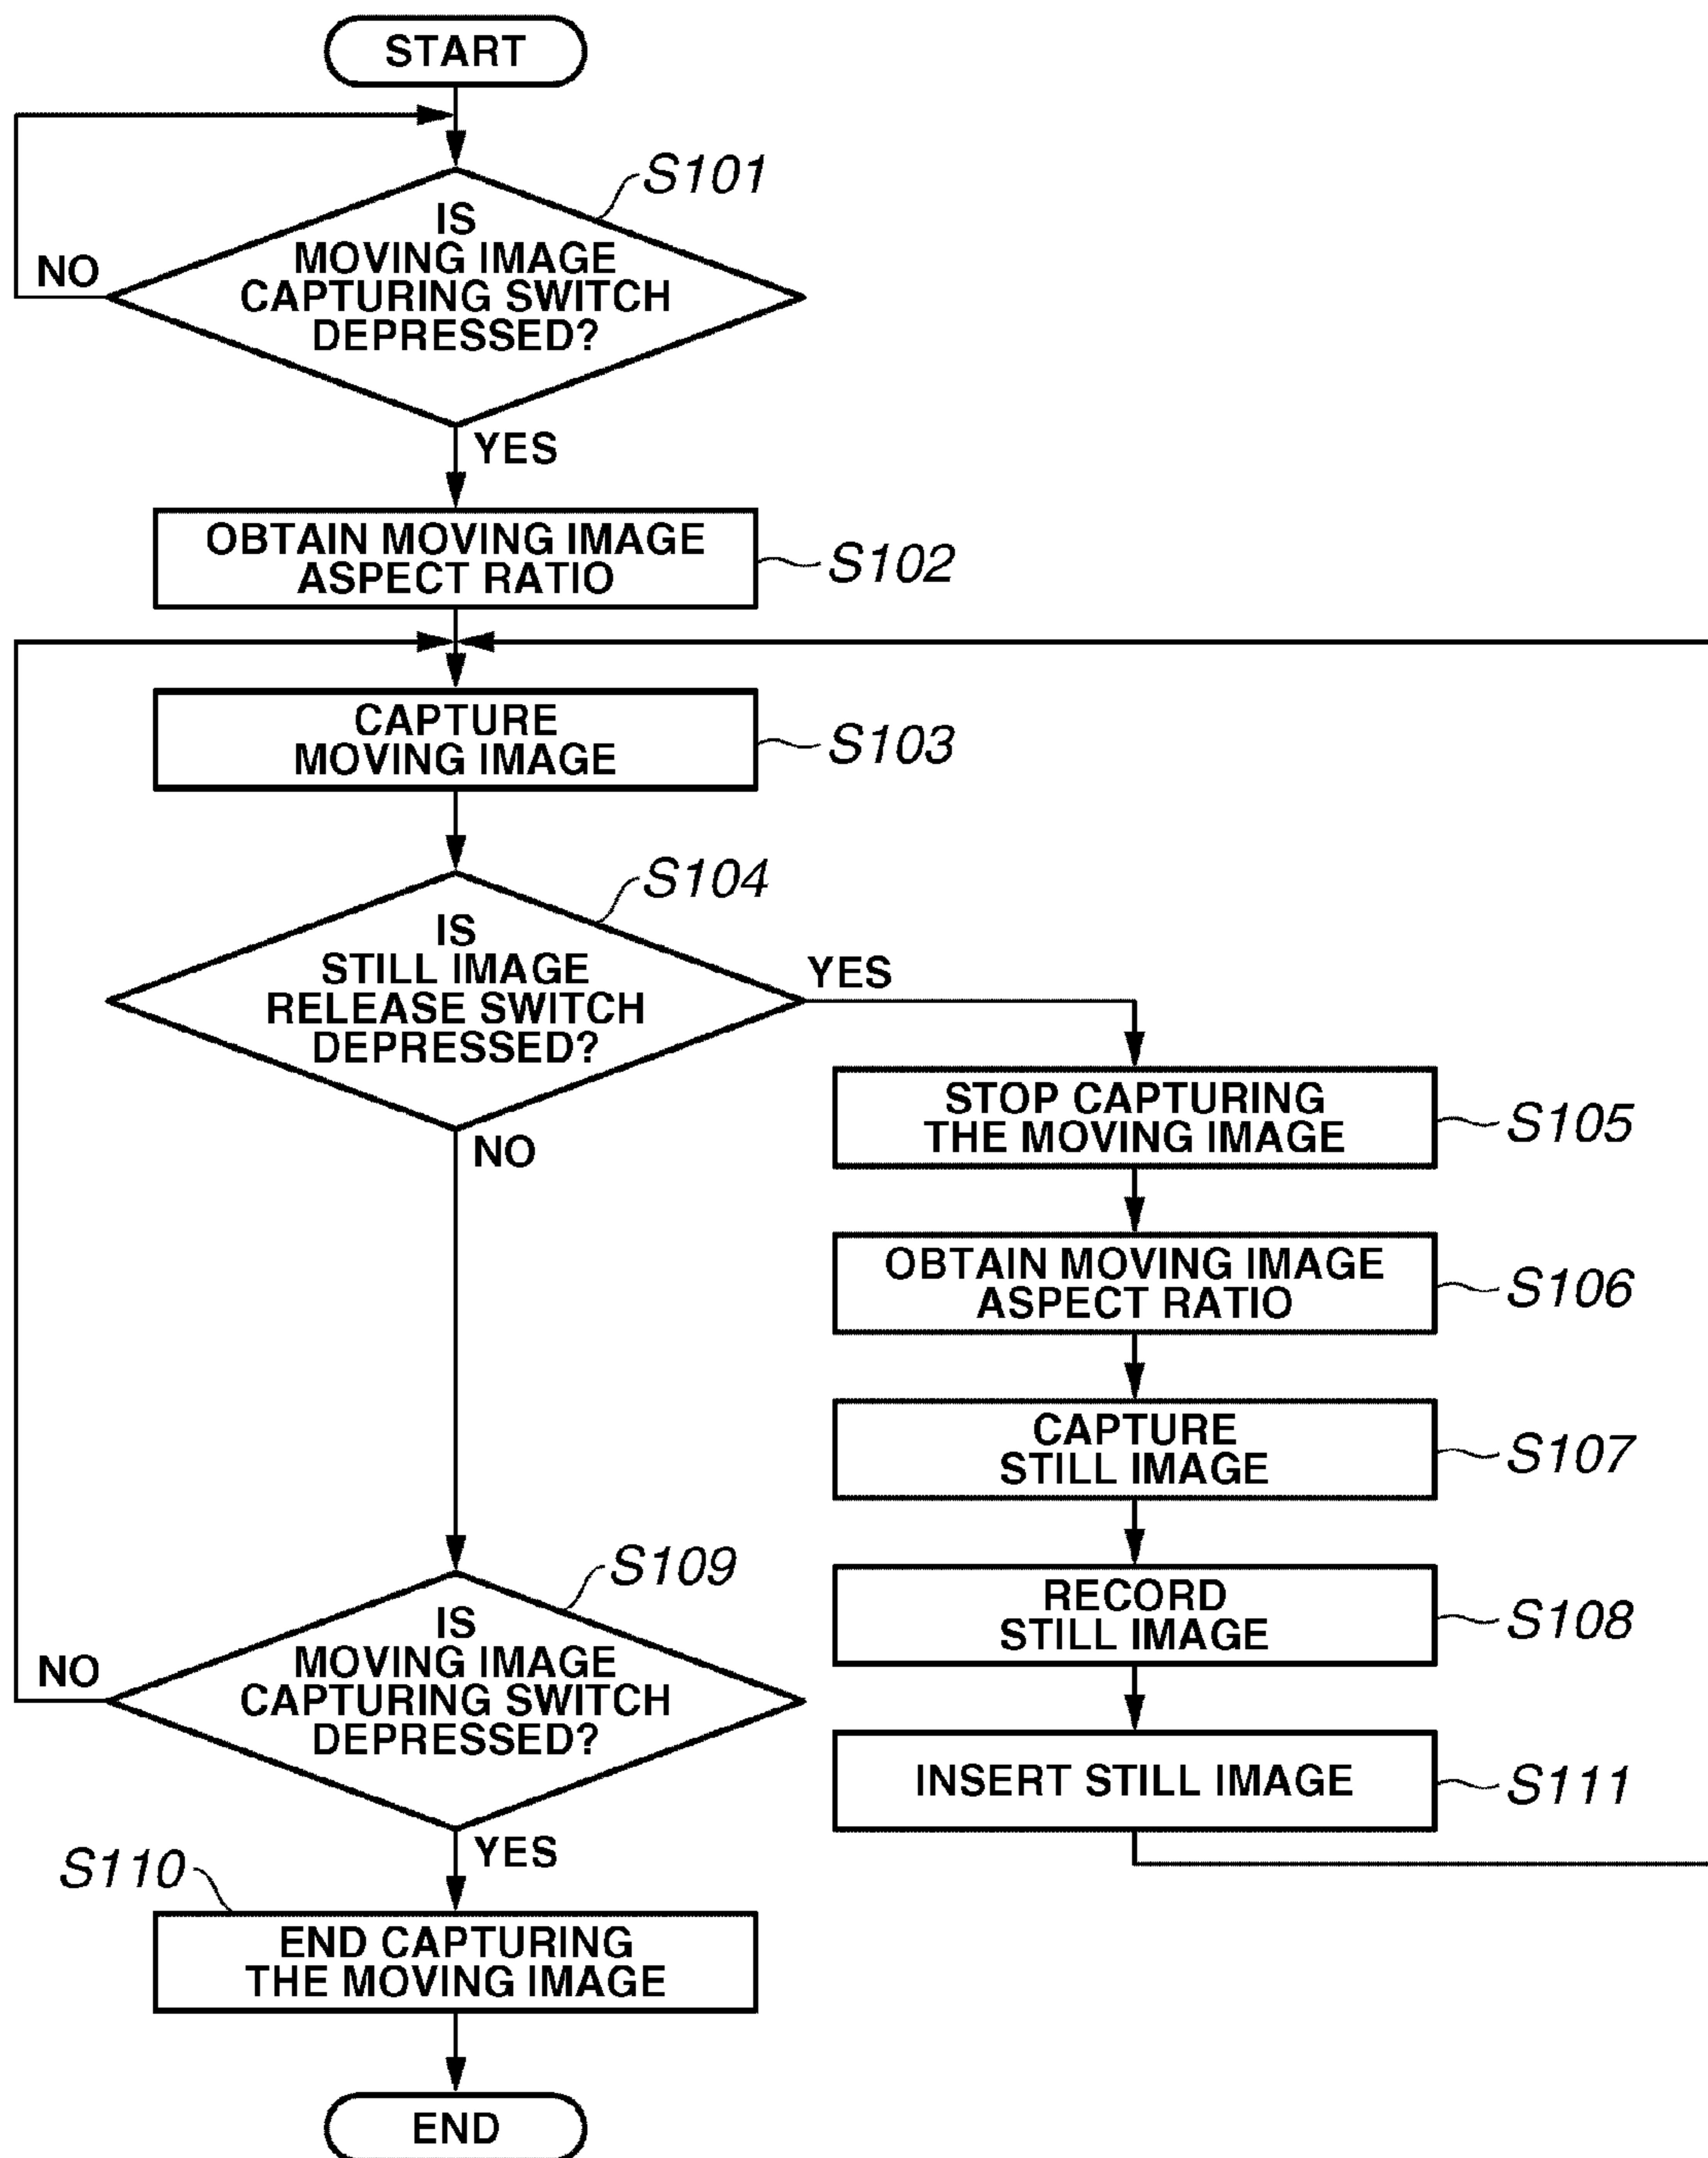 START
S101
IS
MOVING IMAGE
CAPTURING SWITCH
DEPRESSED?
NO
YES
OBTAIN MOVING IMAGE
ASPECT RATIO
S102
CAPTURE
MOVING IMAGE
S103
S104
IS
STILL IMAGE
RELEASE SWITCH
DEPRESSED?
YES
NO
STOP CAPTURING
THE MOVING IMAGE
S105
OBTAIN MOVING IMAGE
ASPECT RATIO
S106
CAPTURE
STILL IMAGE
S107
RECORD
STILL IMAGE
S108
INSERT STILL IMAGE
S111
S109
IS
MOVING IMAGE
CAPTURING SWITCH
DEPRESSED?
NO
YES
S110
END CAPTURING
THE MOVING IMAGE
END